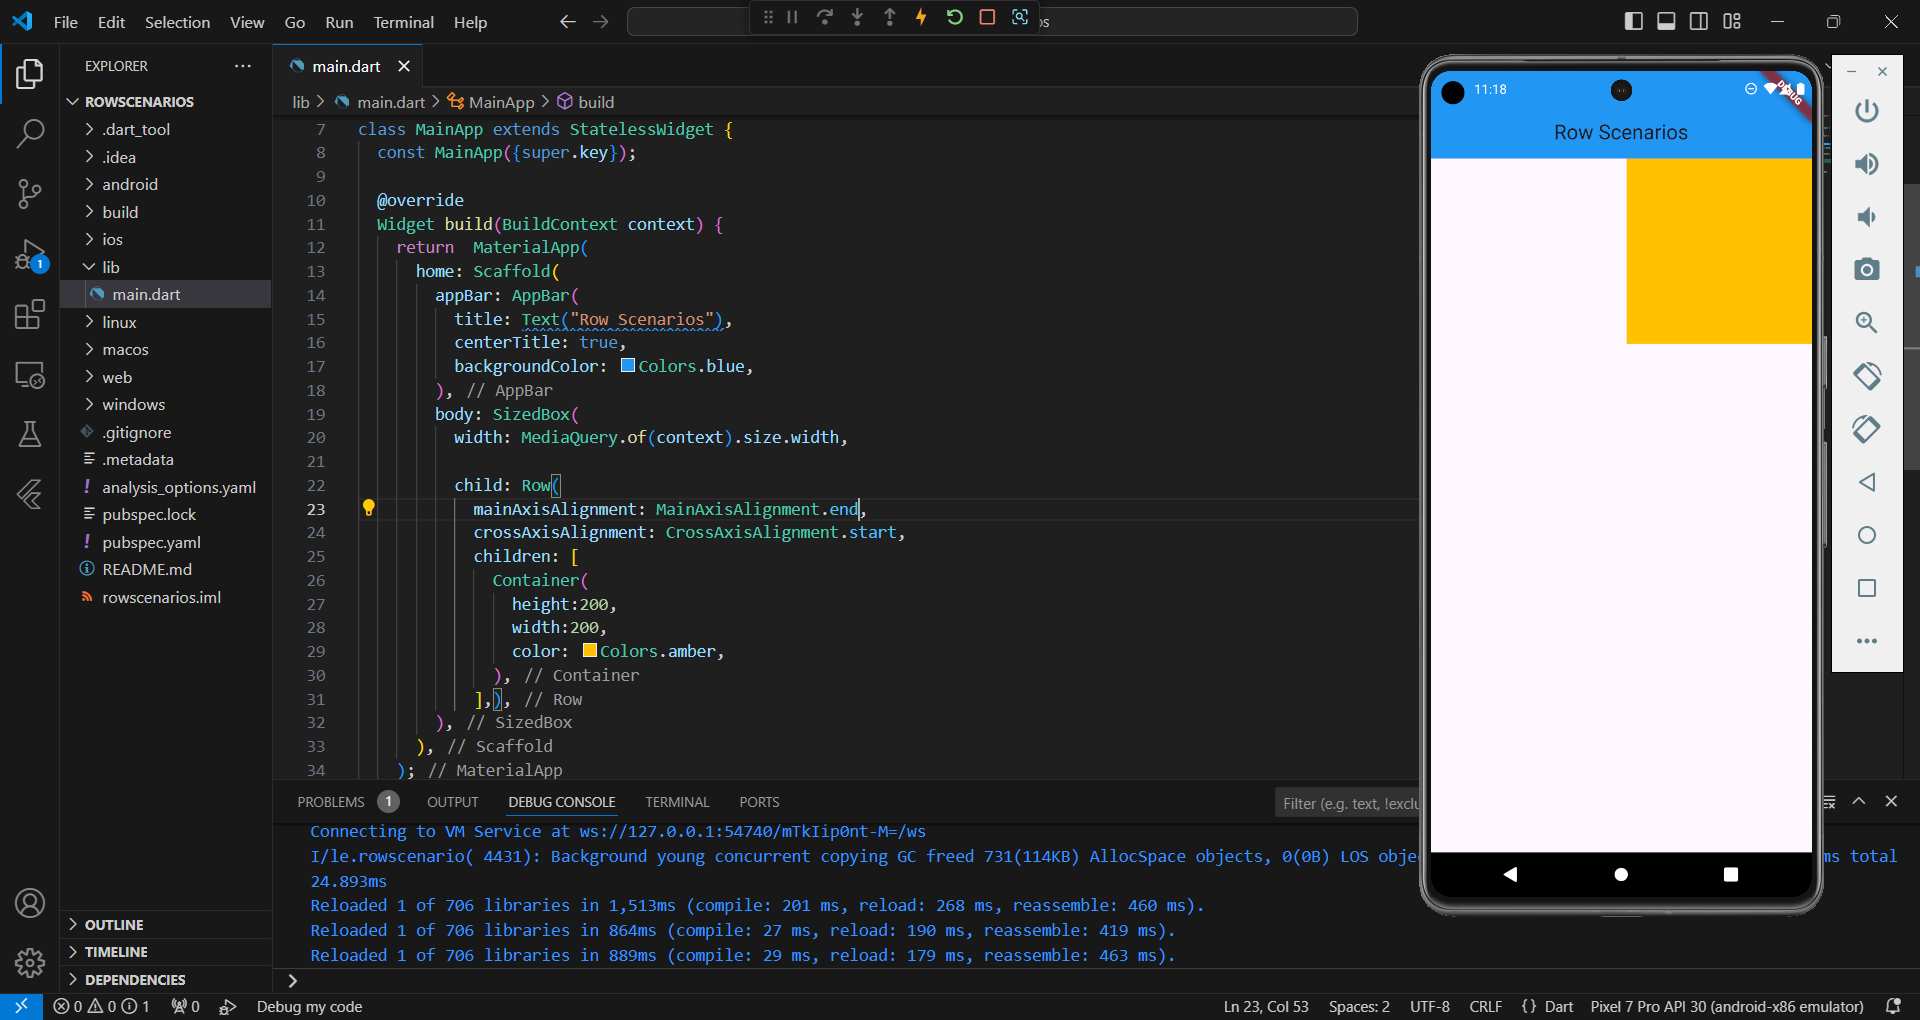 File Edit Selection View Go Run Terminal Help
EXPLORER
ROWSCENARIOS
.dart_tool
.idea
android
build
ios
lib
main.dart
linux
macos
web
windows
.gitignore
.metadata
analysis_options.yaml
pubspec.lock
pubspec.yaml
README.md
rowscenarios.iml
OUTLINE
TIMELINE
DEPENDENCIES
main.dart
lib > main.dart > MainApp > build
7 class MainApp extends StatelessWidget {
8 const MainApp({super.key});
9
10 @override
11 Widget build(BuildContext context) {
12 return  MaterialApp(
13 home: Scaffold(
14 appBar: AppBar(
15 title: Text("Row Scenarios"),
16 centerTitle: true,
17 backgroundColor: Colors.blue,
18 ), // AppBar
19 body: SizedBox(
20 width: MediaQuery.of(context).size.width,
21
22 child: Row(
23 mainAxisAlignment: MainAxisAlignment.end,
24 crossAxisAlignment: CrossAxisAlignment.start,
25 children: [
26 Container(
27 height:200,
28 width:200,
29 color: Colors.amber,
30 ), // Container
31 ],), // Row
32 ), // SizedBox
33 ), // Scaffold
34 ); // MaterialApp
PROBLEMS 1 OUTPUT DEBUG CONSOLE TERMINAL PORTS
Filter (e.g. text, !exclu
Connecting to VM Service at ws://127.0.0.1:54740/mTkIip0nt-M=/ws
I/le.rowscenario( 4431): Background young concurrent copying GC freed 731(114KB) AllocSpace objects, 0(0B) LOS obje ms total
24.893ms
Reloaded 1 of 706 libraries in 1,513ms (compile: 201 ms, reload: 268 ms, reassemble: 460 ms).
Reloaded 1 of 706 libraries in 864ms (compile: 27 ms, reload: 190 ms, reassemble: 419 ms).
Reloaded 1 of 706 libraries in 889ms (compile: 29 ms, reload: 179 ms, reassemble: 463 ms).
11:18
DEBUG
Row Scenarios
1
0 0 1 0 Debug my code
Ln 23, Col 53 Spaces: 2 UTF-8 CRLF {} Dart Pixel 7 Pro API 30 (android-x86 emulator)